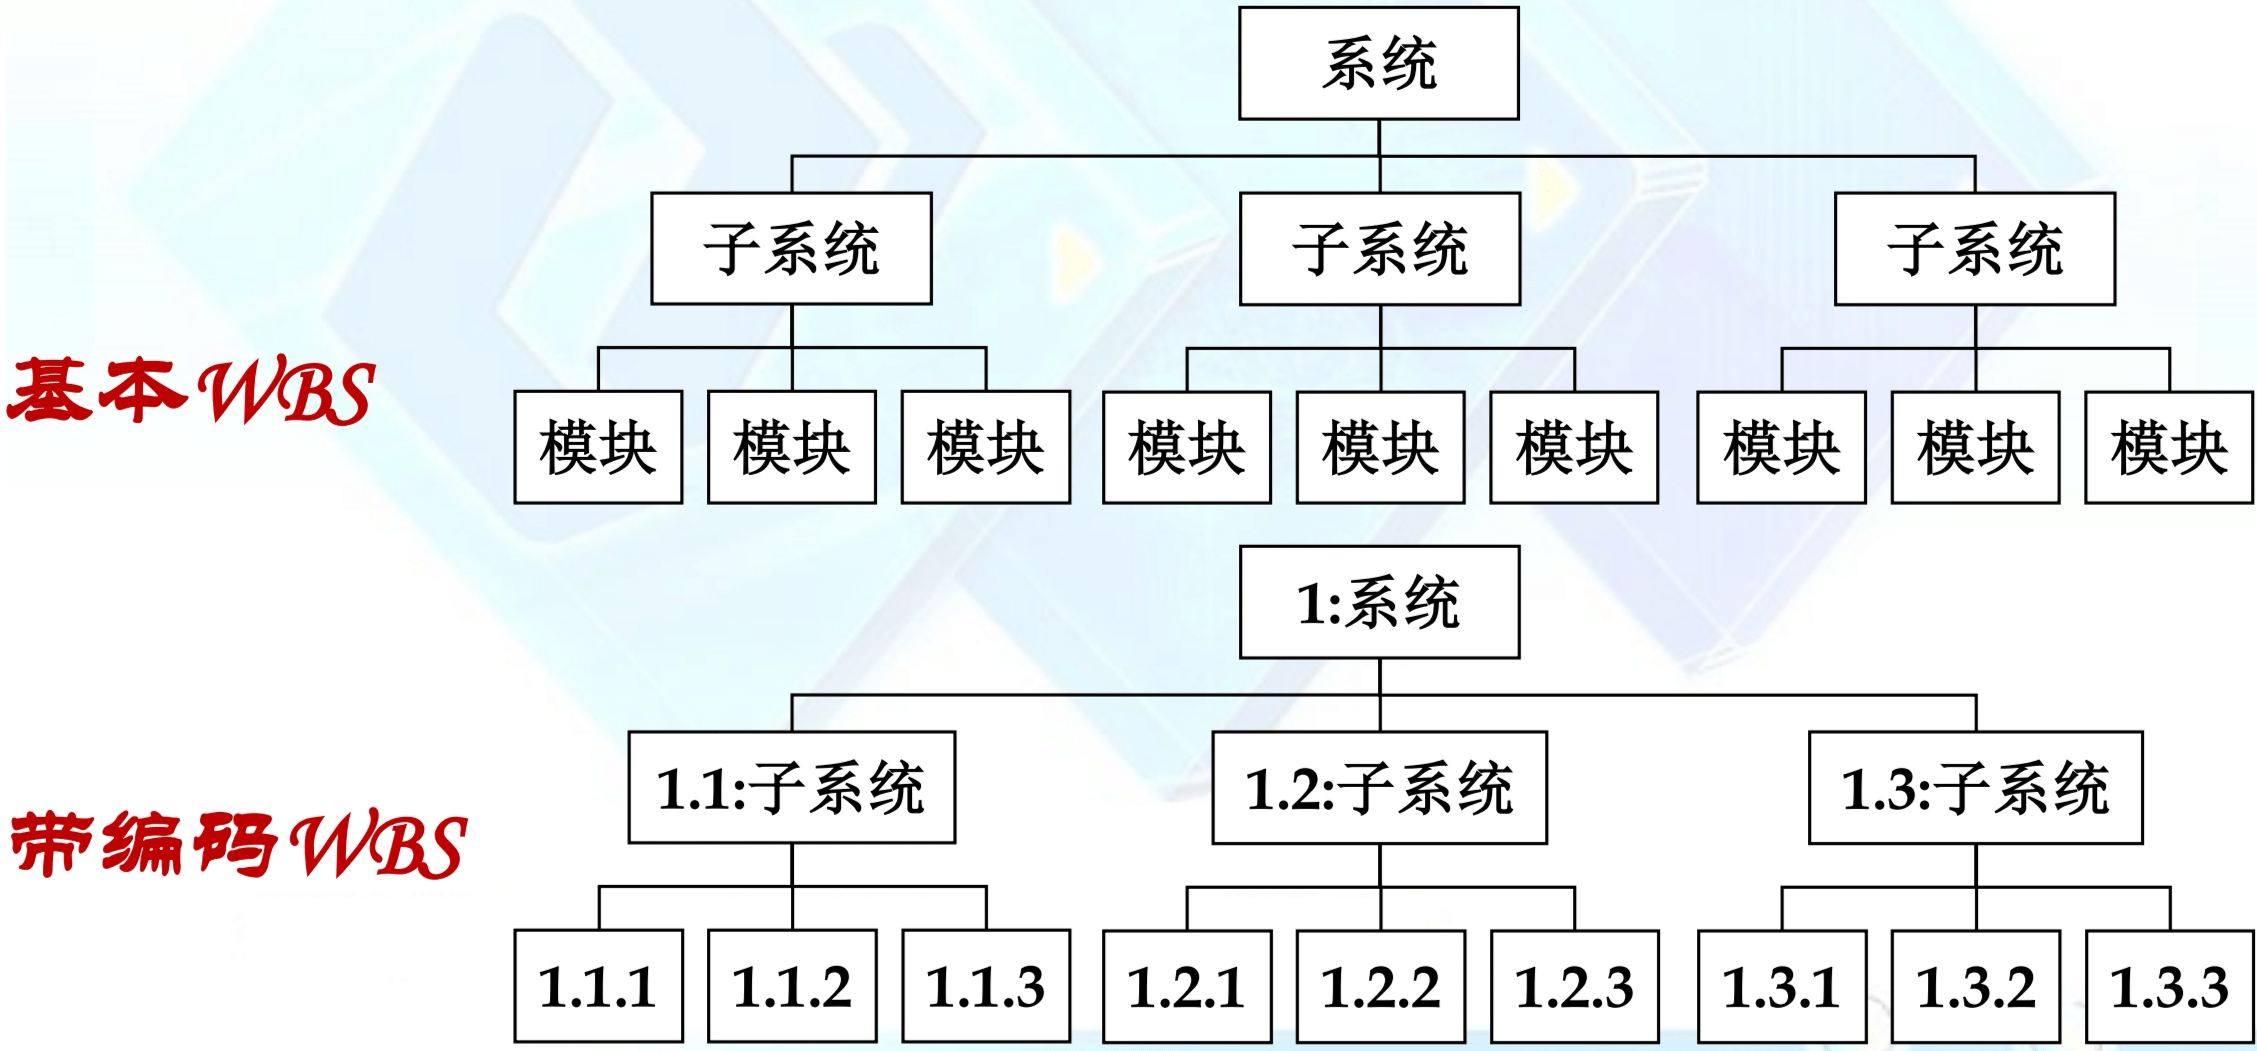 系统
子系统 子系统 子系统
基本WBS
模块 模块 模块 模块 模块 模块 模块 模块 模块
1:系统
1.1:子系统 1.2:子系统 1.3:子系统
带编码WBS
1.1.1 1.1.2 1.1.3 1.2.1 1.2.2 1.2.3 1.3.1 1.3.2 1.3.3